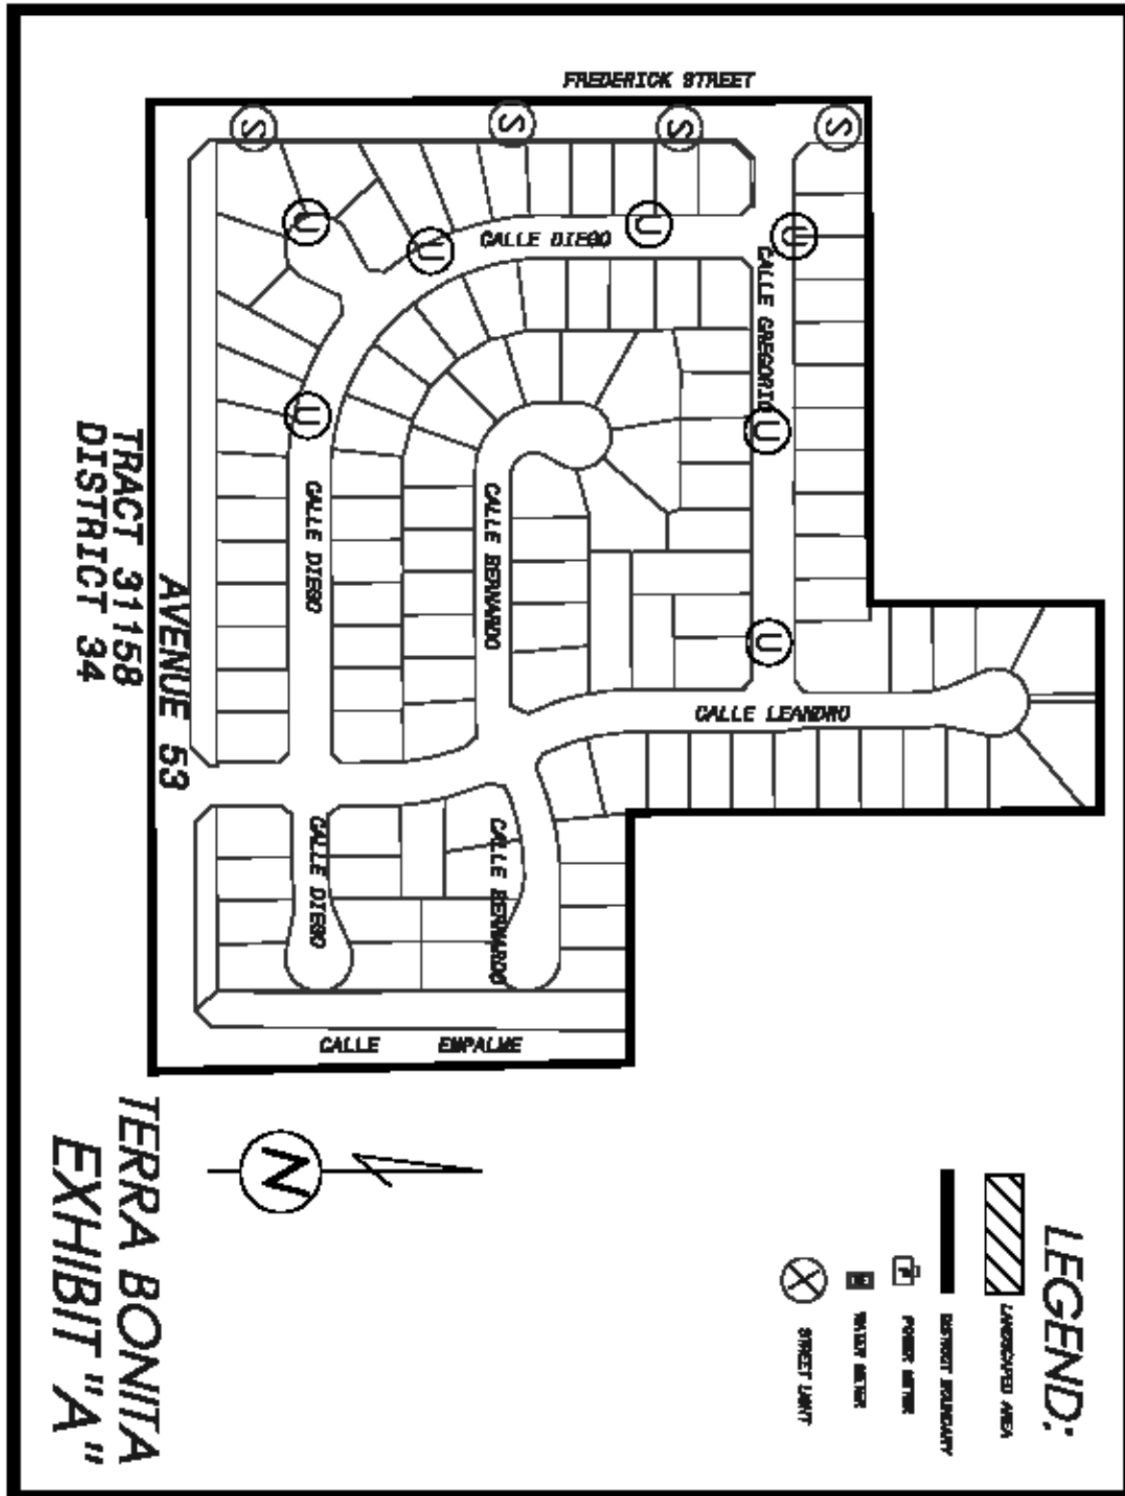 FREDERICK STREET
S
S
S
S
U
U
U
U
CALLE DIEGO
CALLE GREGORIO
U
U
CALLE DIEGO
CALLE BERNARDO
U
CALLE LEANDRO
AVENUE 53
TRACT 31158
DISTRICT 34
CALLE DIEGO
CALLE BERNARDO
CALLE EMPALME
N
TERRA BONITA
EXHIBIT "A"
LEGEND:
LANDSCAPED AREA
DISTRICT BOUNDARY
P
POWER METER
WATER METER
X
STREET LIGHT